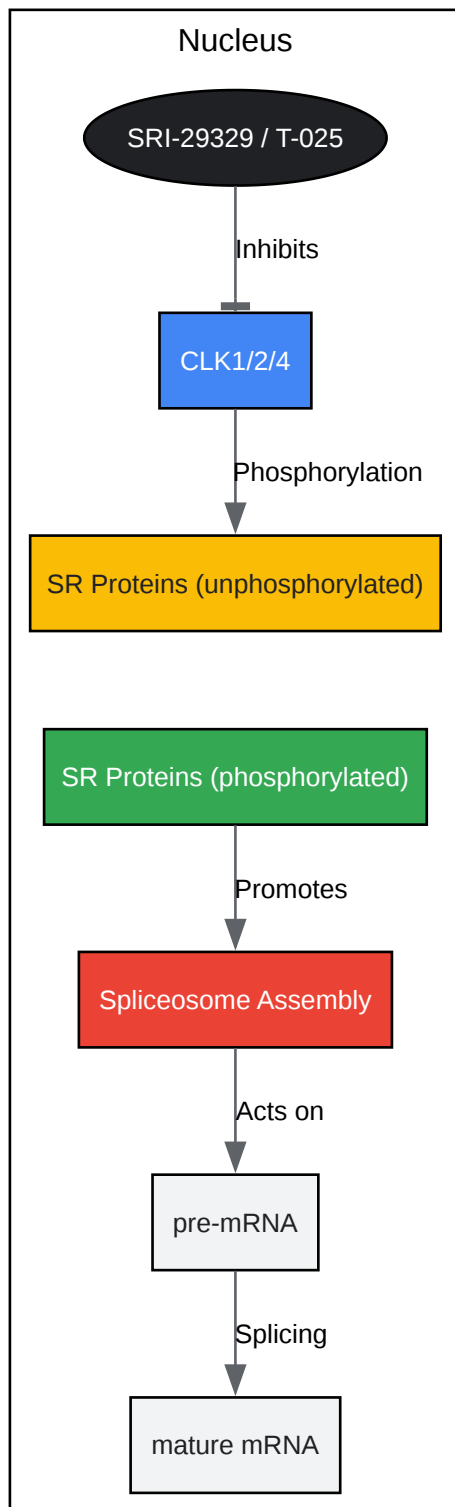 Nucleus
SRI-29329 / T-025
Inhibits
CLK1/2/4
Phosphorylation
SR Proteins (unphosphorylated)
SR Proteins (phosphorylated)
Promotes
Spliceosome Assembly
Acts on
pre-mRNA
Splicing
mature mRNA